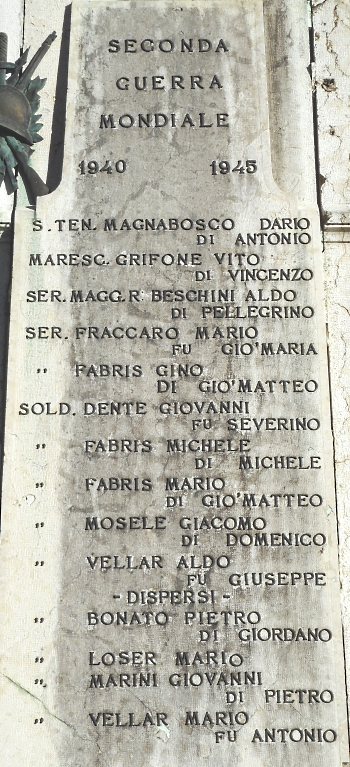 SECONDA
GUERRA
MONDIALE
1940 1945
S. TEN. MAGNABOSCO DARIO
DI ANTONIO
MARESC. GRIFONE VITO
DI VINCENZO
SER. MAGG. R. BESCHINI ALDO
DI PELLEGRINO
SER. FRACCARO MARIO
FU GIO'MARIA
" FABRIS GINO
DI GIO'MATTEO
SOLD. DENTE GIOVANNI
FU SEVERINO
" FABRIS MICHELE
DI MICHELE
" FABRIS MARIO
DI GIO'MATTEO
" MOSELE GIACOMO
DI DOMENICO
" VELLAR ALDO
FU GIUSEPPE
- DISPERSI -
" BONATO PIETRO
DI GIORDANO
" LOSER MARIO
" MARINI GIOVANNI
DI PIETRO
" VELLAR MARIO
FU ANTONIO